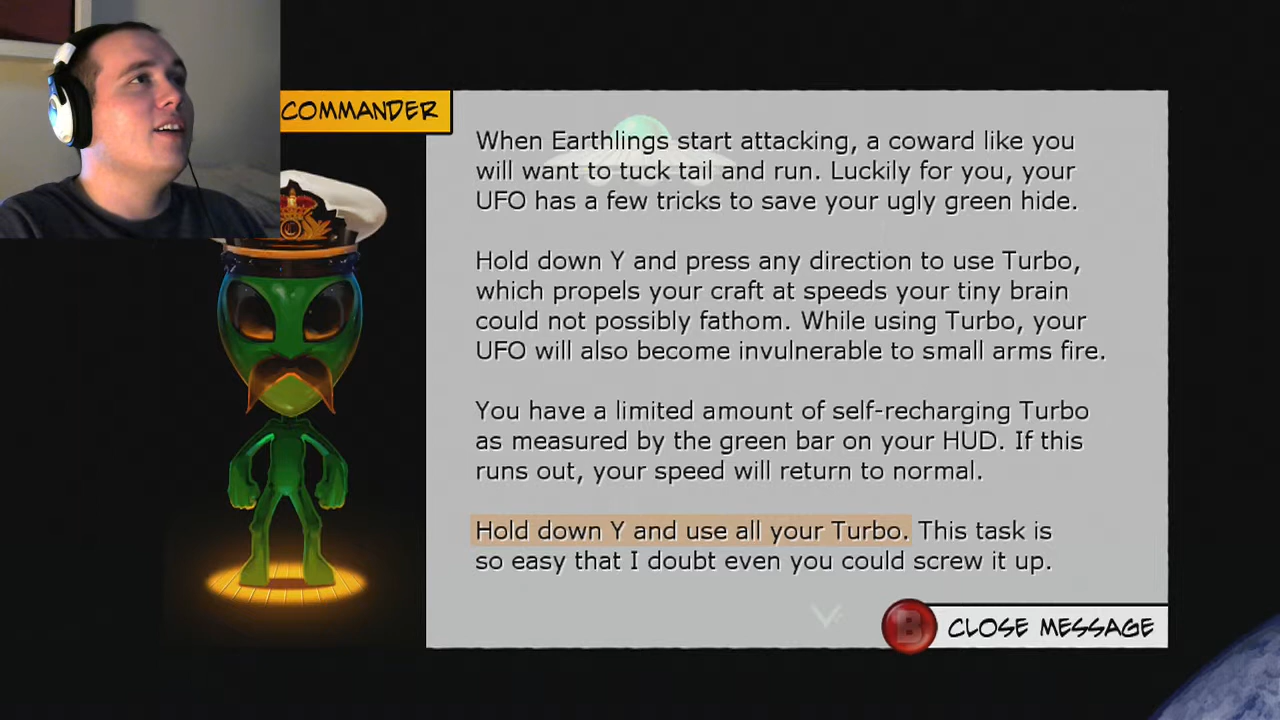 COMMANDER
When Earthlings start attacking, a coward like you
will want to tuck tail and run. Luckily for you, your
UFO has a few tricks to save your ugly green hide.
Hold down Y and press any direction to use Turbo,
which propels your craft at speeds your tiny brain
could not possibly fathom. While using Turbo, your
UFO will also become invulnerable to small arms fire.
You have a limited amount of self-recharging Turbo
as measured by the green bar on your HUD. If this
runs out, your speed will return to normal.
Hold down Y and use all your Turbo. This task is
so easy that I doubt even you could screw it up.
B CLOSE MESSAGE